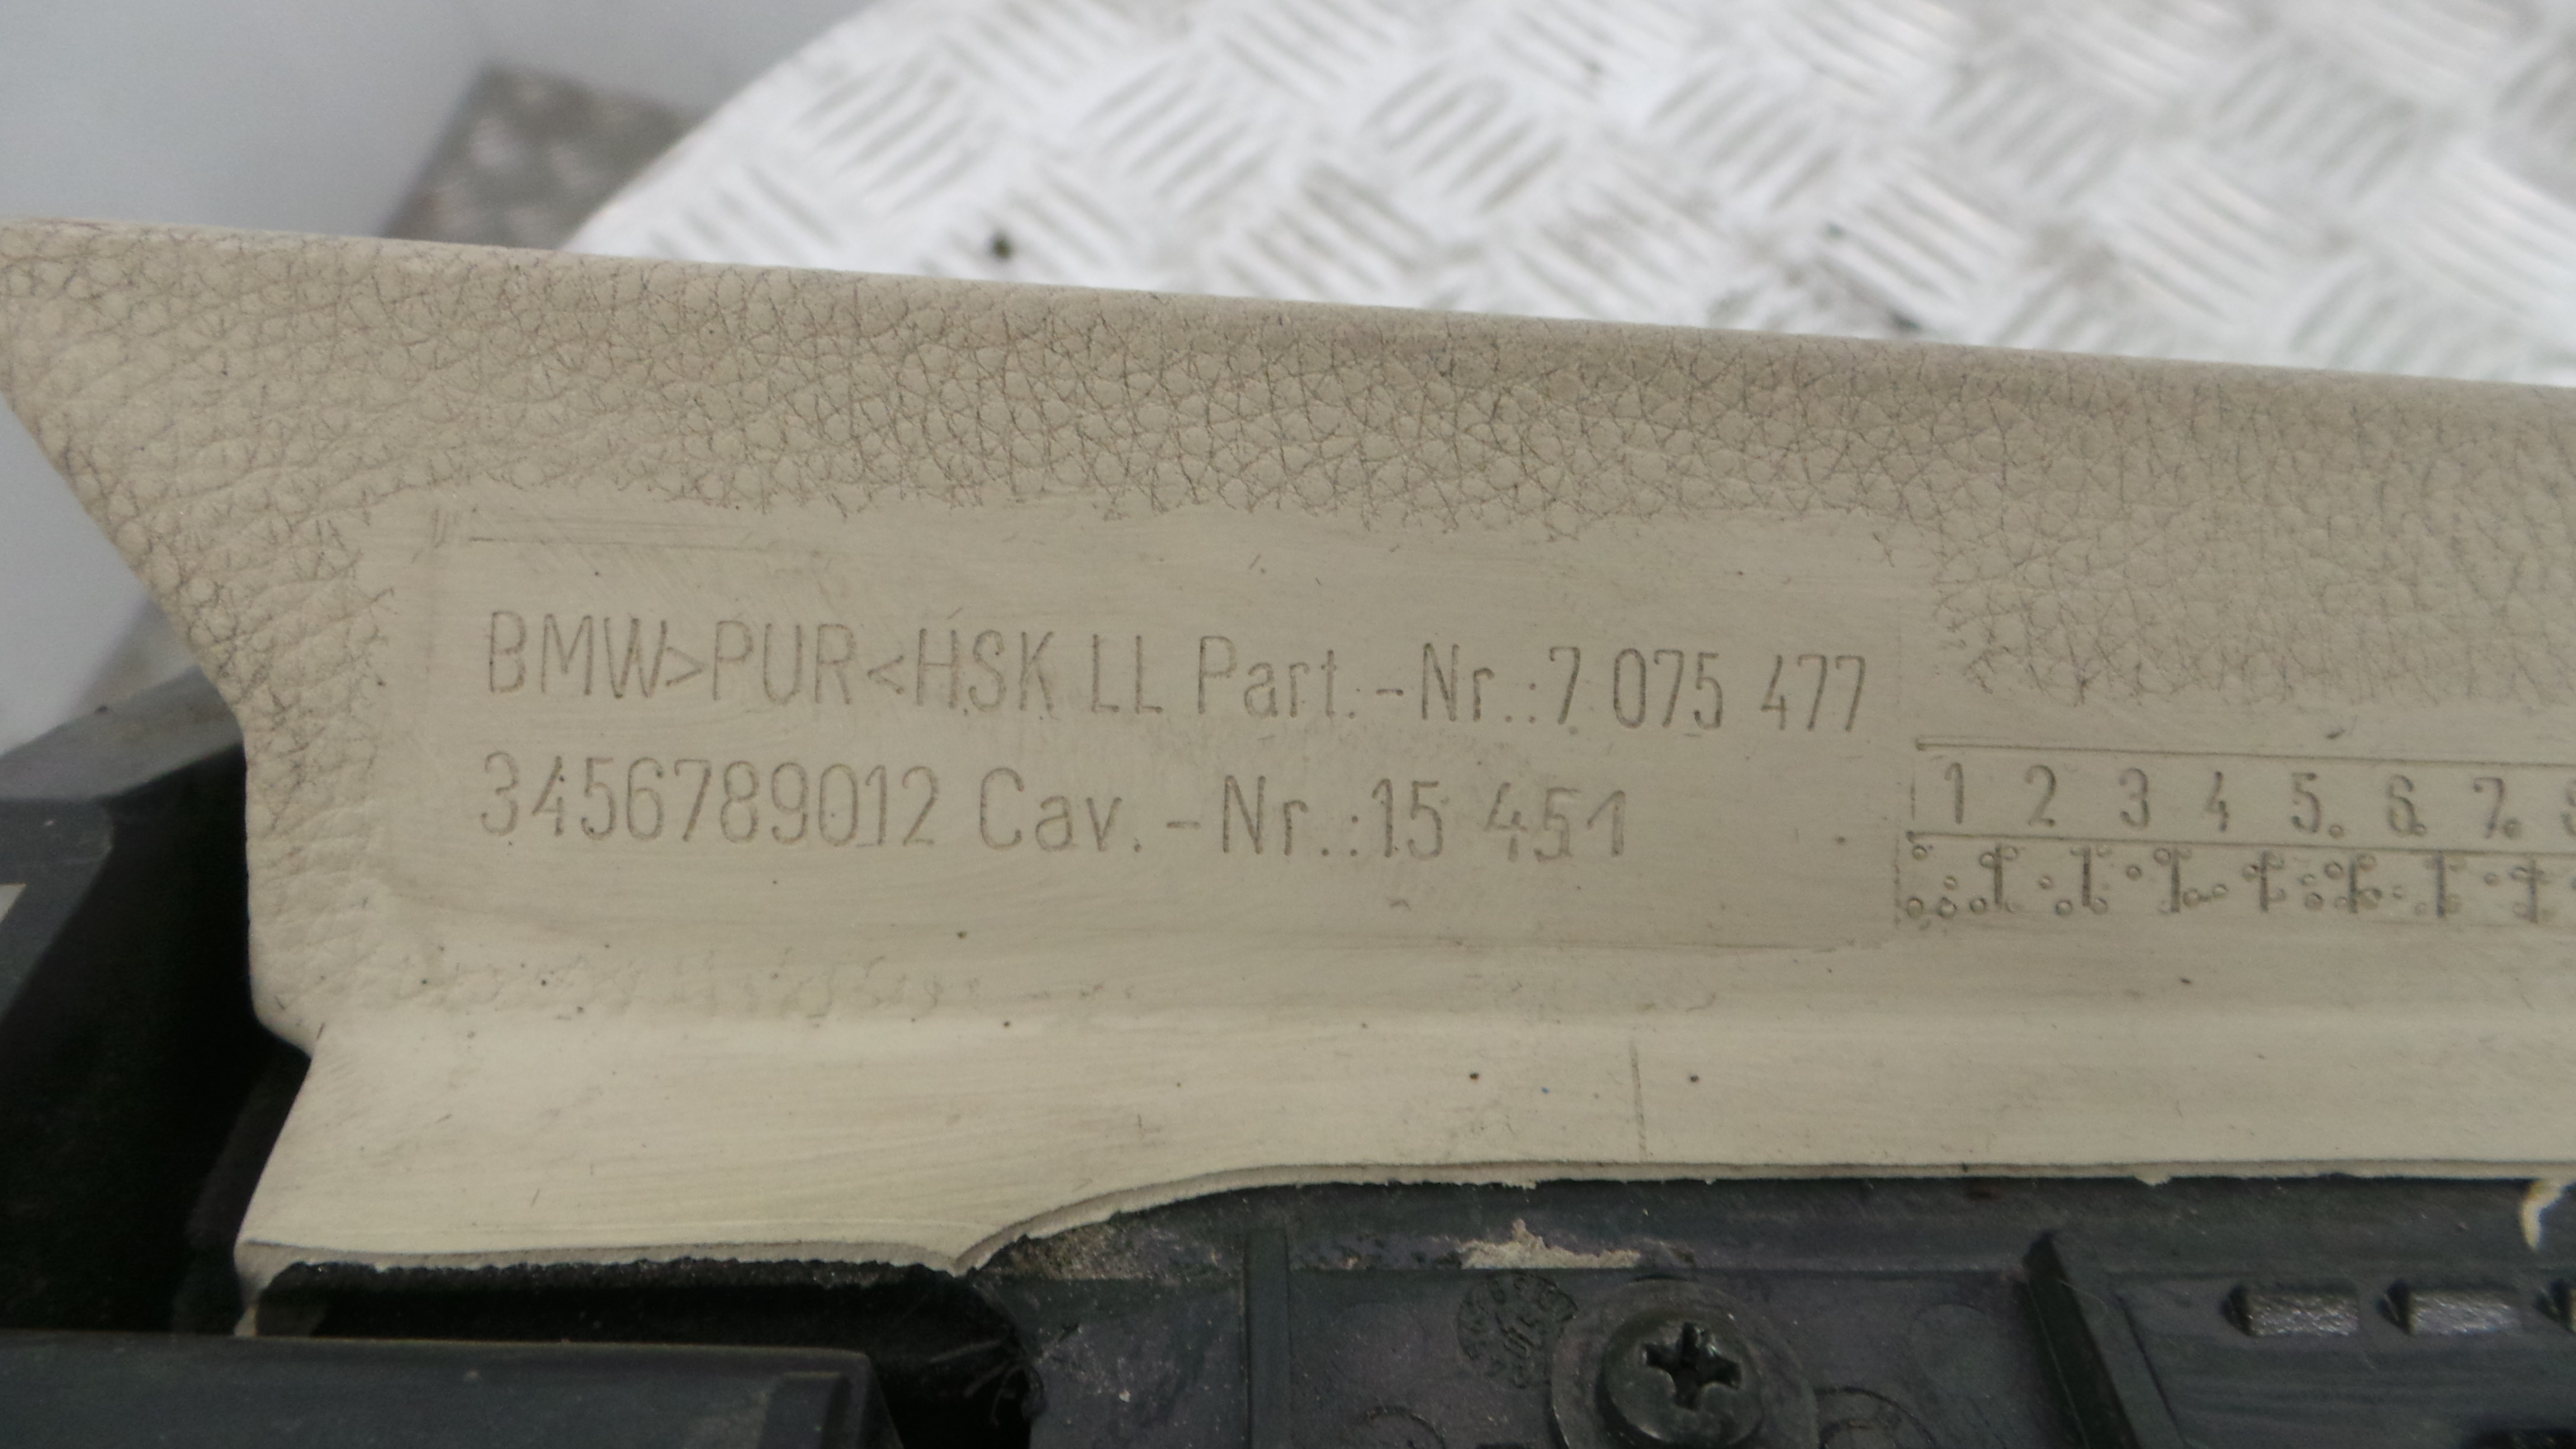 BMW>PUR<HSK LL Part.-Nr.:7 075 477
3456789012 Cav.-Nr.:15 451
1 2 3 4 5 6 7